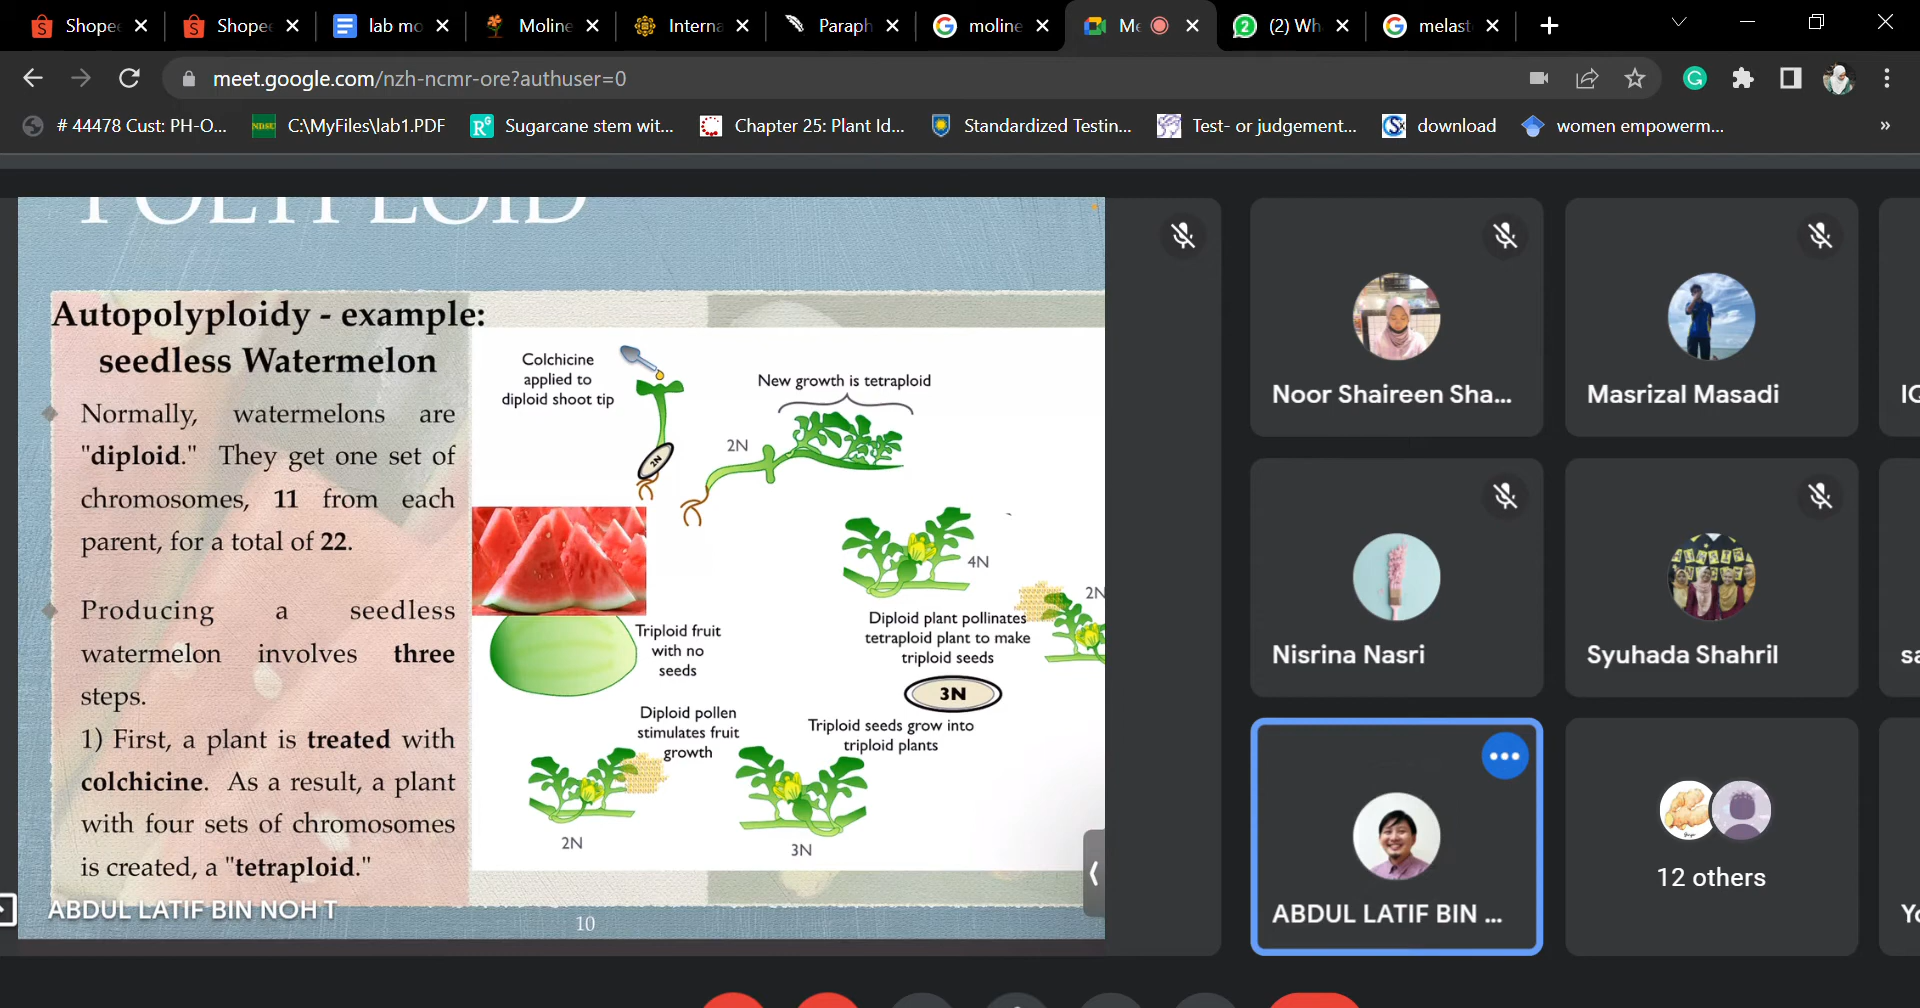 Shopee
Shopee
lab mo
Moline
Interna
Paraph
moline
Me
(2) Wh
melast
meet.google.com/nzh-ncmr-ore?authuser=0
# 44478 Cust: PH-O...
C:\MyFiles\lab1.PDF
Sugarcane stem wit...
Chapter 25: Plant Id...
Standardized Testin...
Test- or judgement...
download
women empowerm...
»
POLYPLOID
Autopolyploidy - example:
seedless Watermelon
Normally, watermelons are
"diploid." They get one set of
chromosomes, 11 from each
parent, for a total of 22.
Producing a seedless
watermelon involves three
steps.
1) First, a plant is treated with
colchicine. As a result, a plant
with four sets of chromosomes
is created, a "tetraploid."
Colchicine
applied to
diploid shoot tip
2N
New growth is tetraploid
2N
4N
2N
Diploid plant pollinates
tetraploid plant to make
triploid seeds
3N
Triploid fruit
with no
seeds
Diploid pollen
stimulates fruit
growth
Triploid seeds grow into
triploid plants
2N
3N
ABDUL LATIF BIN NOH T
10
Noor Shaireen Sha...
Masrizal Masadi
IQ
Nisrina Nasri
Syuhada Shahril
sa
ABDUL LATIF BIN ...
12 others
Yo